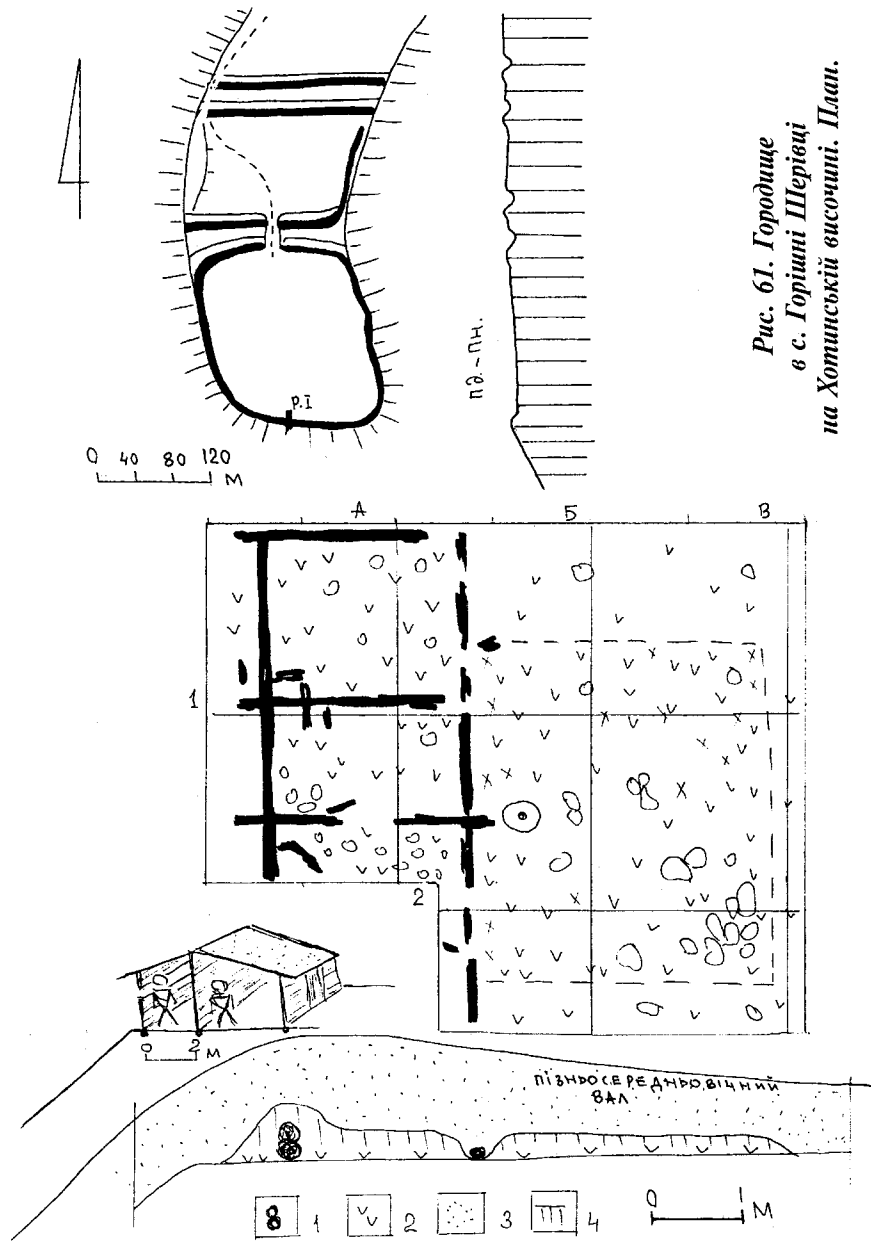 Рис. 61. Городище
в с. Горішні Шерівці
на Хотинській височині. План.
пд.-пн.
р.I
0 40 80 120
м
А Б В
1
2
0 2 м
ПІЗНЬОСЕРЕДНЬОВІЧНИЙ
ВАЛ
1 2 3 4
0 1 М